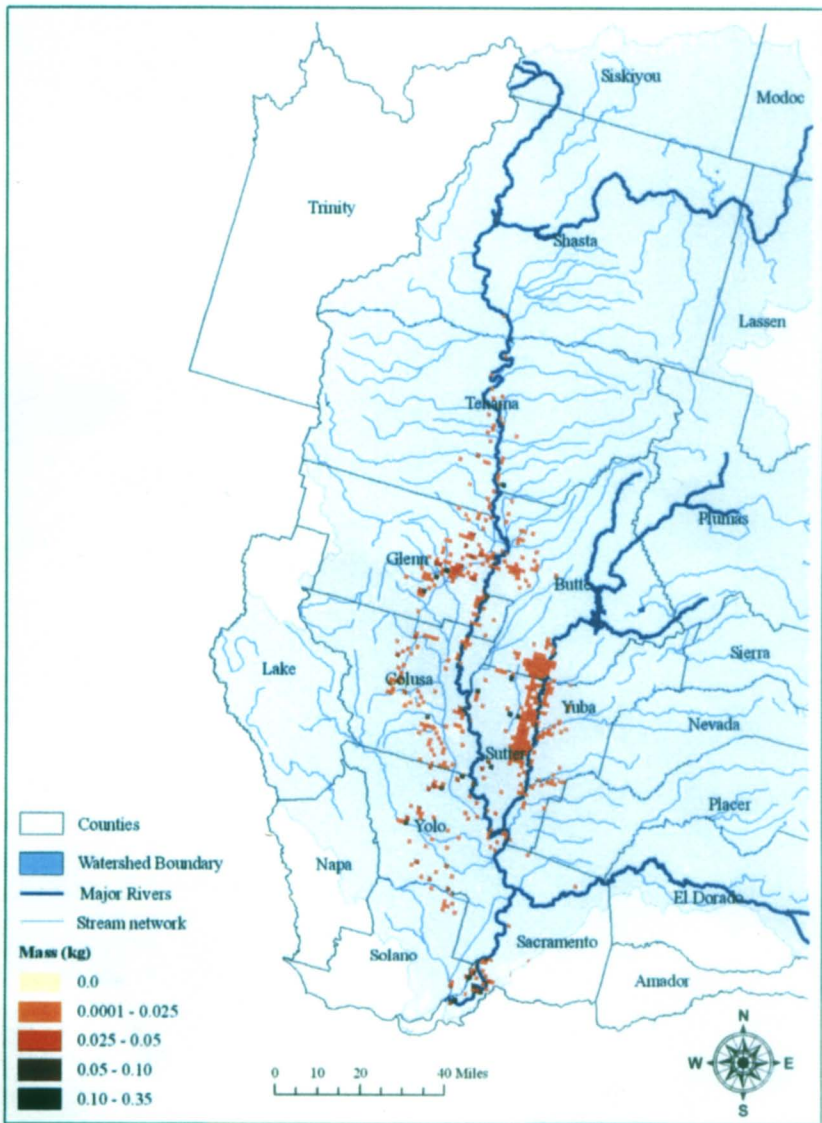 Siskiyou
Modoc
Trinity
Shasta
Lassen
Tehama
Plumas
Glenn
Butte
Sierra
Lake
Colusa
Yuba
Nevada
Sutter
Placer
Yolo
Napa
El Dorado
Solano
Sacramento
Amador
Counties
Watershed Boundary
Major Rivers
Stream network
Mass (kg)
0.0
0.0001 - 0.025
0.025 - 0.05
0.05 - 0.10
0.10 - 0.35
0 10 20 40 Miles
N
W E
S